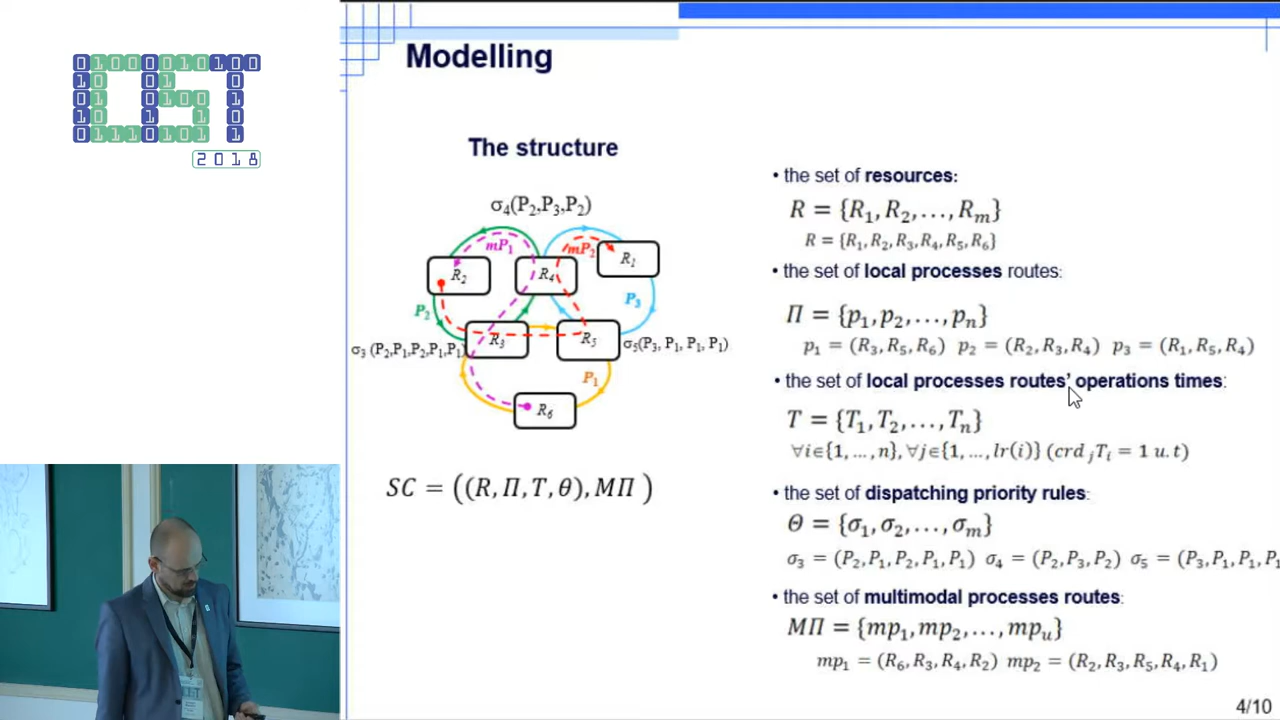 2018
Modelling
The structure
σ₄(P₂,P₃,P₂)
mP₁
mP₂
R₂
R₄
R₁
P₂
P₃
R₃
R₅
σ₃ (P₂,P₁,P₂,P₁,P₁)
σ₅(P₃, P₁, P₁, P₁)
P₁
R₆
SC = ((R, Π, T, θ), MΠ )
• the set of resources:
R = {R₁, R₂, …, Rₘ}
R = {R₁, R₂, R₃, R₄, R₅, R₆}
• the set of local processes routes:
Π = {p₁, p₂, …, pₙ}
p₁ = (R₃, R₅, R₆) p₂ = (R₂, R₃, R₄) p₃ = (R₁, R₅, R₄)
• the set of local processes routes’ operations times:
T = {T₁, T₂, …, Tₙ}
∀i∈{1, …, n}, ∀j∈{1, …, lr(i)} (crd ⱼTᵢ = 1 u. t)
• the set of dispatching priority rules:
Θ = {σ₁, σ₂, …, σₘ}
σ₃ = (P₂, P₁, P₂, P₁, P₁) σ₄ = (P₂, P₃, P₂) σ₅ = (P₃, P₁, P₁, P₁
• the set of multimodal processes routes:
MΠ = {mp₁, mp₂, …, mpᵤ}
mp₁ = (R₆, R₃, R₄, R₂) mp₂ = (R₂, R₃, R₅, R₄, R₁)
4/10